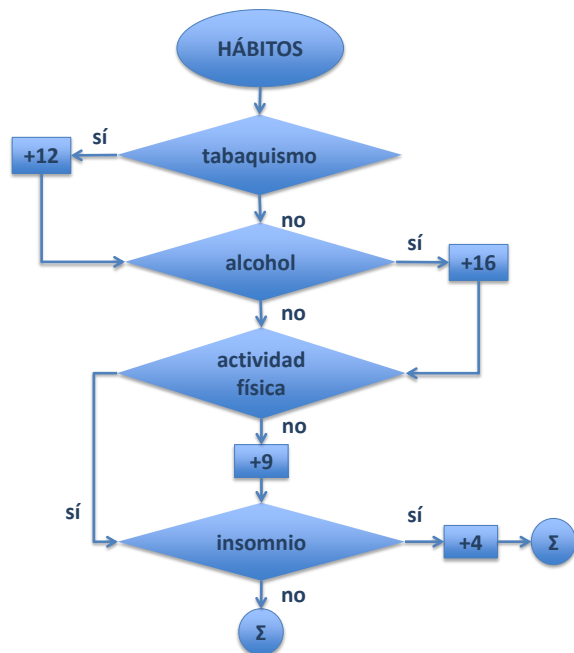 HÁBITOS
sí
+12
tabaquismo
no
sí
alcohol
+16
no
actividad
física
no
+9
sí
insomnio
sí
+4
Σ
no
Σ